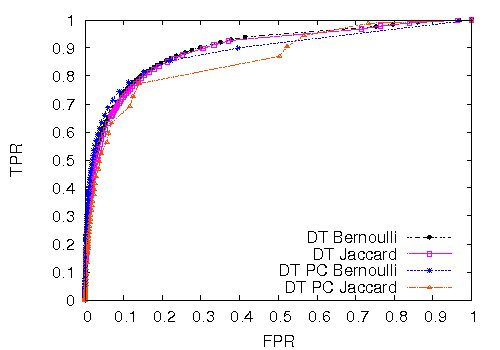 1
0.9
0.8
0.7
0.6
0.5
0.4
0.3
0.2
0.1
0
TPR
DT Bernoulli
DT Jaccard
DT PC Bernoulli
DT PC Jaccard
0 0.1 0.2 0.3 0.4 0.5 0.6 0.7 0.8 0.9 1
FPR